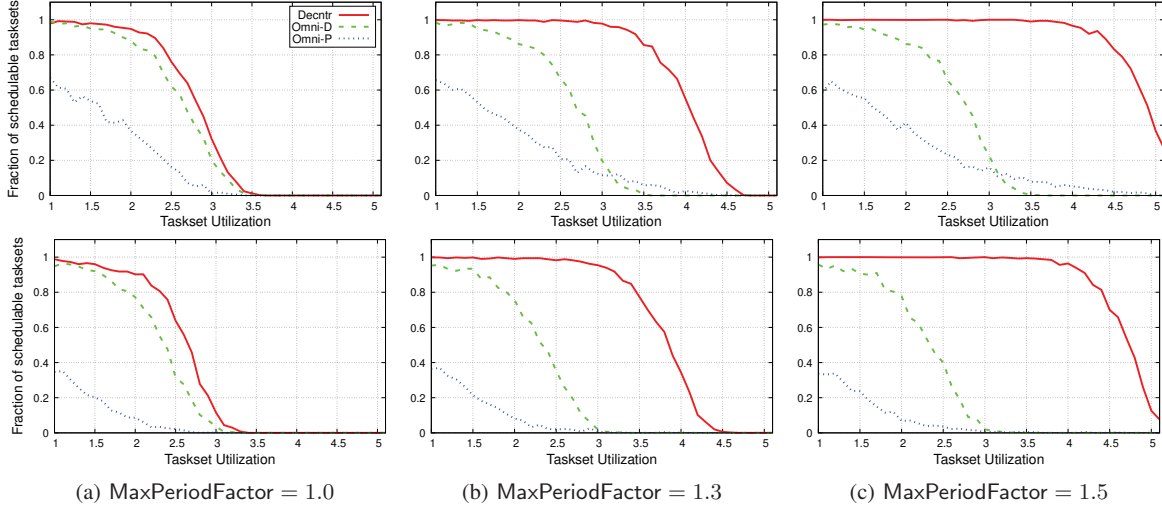 Fraction of schedulable tasksets
1
0.8
0.6
0.4
0.2
0
Decntr
Omni-D
Omni-P
1 1.5 2 2.5 3 3.5 4 4.5 5
Taskset Utilization
1
0.8
0.6
0.4
0.2
0
1 1.5 2 2.5 3 3.5 4 4.5 5
Taskset Utilization
Fraction of schedulable tasksets
1
0.8
0.6
0.4
0.2
0
1 1.5 2 2.5 3 3.5 4 4.5 5
Taskset Utilization
Fraction of schedulable tasksets
1
0.8
0.6
0.4
0.2
0
1 1.5 2 2.5 3 3.5 4 4.5 5
Taskset Utilization
1
0.8
0.6
0.4
0.2
0
1 1.5 2 2.5 3 3.5 4 4.5 5
Taskset Utilization
1
0.8
0.6
0.4
0.2
0
1 1.5 2 2.5 3 3.5 4 4.5 5
Taskset Utilization
(a) MaxPeriodFactor = 1.0
(b) MaxPeriodFactor = 1.3
(c) MaxPeriodFactor = 1.5